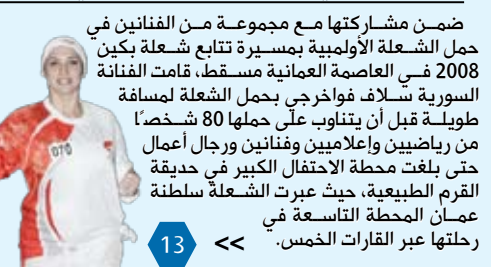 ضمن مشاركتها مع مجموعة من الفنانين في
حمل الشعلة الأولمبية بمسيرة تتابع شعلة بكين
2008 في العاصمة العمانية مسقط، قامت الفنانة
السورية سلاف فواخرجي بحمل الشعلة لمسافة
طويلة قبل أن يتناوب على حملها 80 شخصًا
من رياضيين وإعلاميين وفنانين ورجال أعمال
حتى بلغت محطة الاحتفال الكبير في حديقة
القرم الطبيعية، حيث عبرت الشعلة سلطنة
عمان المحطة التاسعة في
رحلتها عبر القارات الخمس. >> 13
070